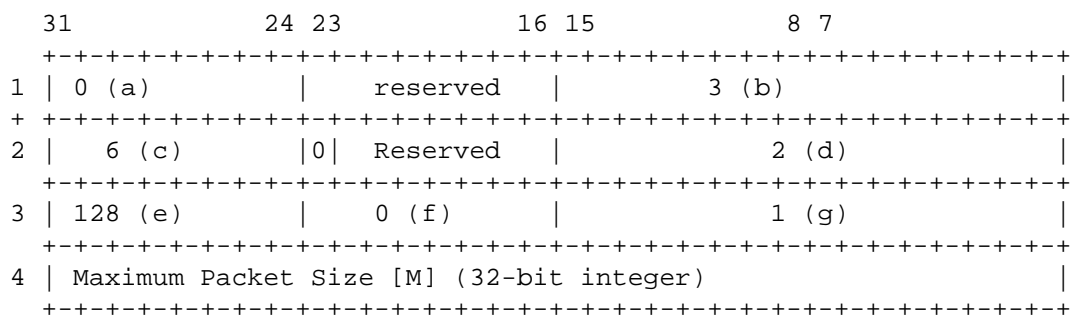 31           24 23           16 15            8 7
+-+-+-+-+-+-+-+-+-+-+-+-+-+-+-+-+-+-+-+-+-+-+-+-+-+-+-+-+-+-+-+-+
1 | 0 (a)         |    reserved   |         3 (b)                 |
+ +-+-+-+-+-+-+-+-+-+-+-+-+-+-+-+-+-+-+-+-+-+-+-+-+-+-+-+-+-+-+-+-+
2 |   6 (c)       |0|  Reserved   |             2 (d)             |
+-+-+-+-+-+-+-+-+-+-+-+-+-+-+-+-+-+-+-+-+-+-+-+-+-+-+-+-+-+-+-+-+
3 | 128 (e)       |    0 (f)      |             1 (g)             |
+-+-+-+-+-+-+-+-+-+-+-+-+-+-+-+-+-+-+-+-+-+-+-+-+-+-+-+-+-+-+-+-+
4 | Maximum Packet Size [M] (32-bit integer)                      |
+-+-+-+-+-+-+-+-+-+-+-+-+-+-+-+-+-+-+-+-+-+-+-+-+-+-+-+-+-+-+-+-+